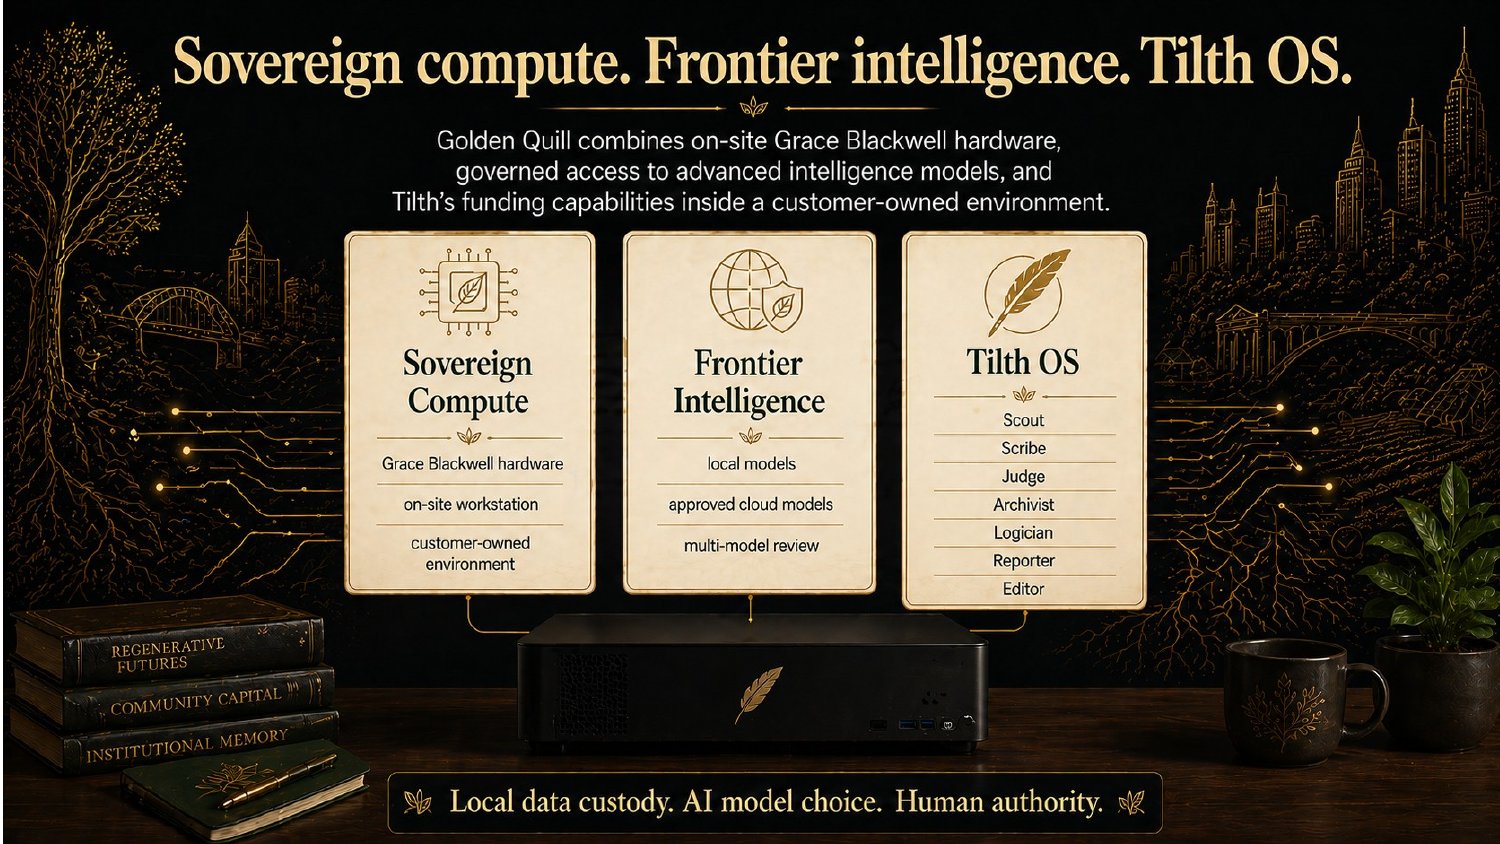 Sovereign compute. Frontier intelligence. Tilth OS.
Golden Quill combines on-site Grace Blackwell hardware,
governed access to advanced intelligence models, and
Tilth's funding capabilities inside a customer-owned environment.
Sovereign
Compute
Grace Blackwell hardware
on-site workstation
customer-owned
environment
Frontier
Intelligence
local models
approved cloud models
multi-model review
Tilth OS
Scout
Scribe
Judge
Archivist
Logician
Reporter
Editor
REGENERATIVE
FUTURES
COMMUNITY CAPITAL
INSTITUTIONAL MEMORY
Local data custody. AI model choice. Human authority.